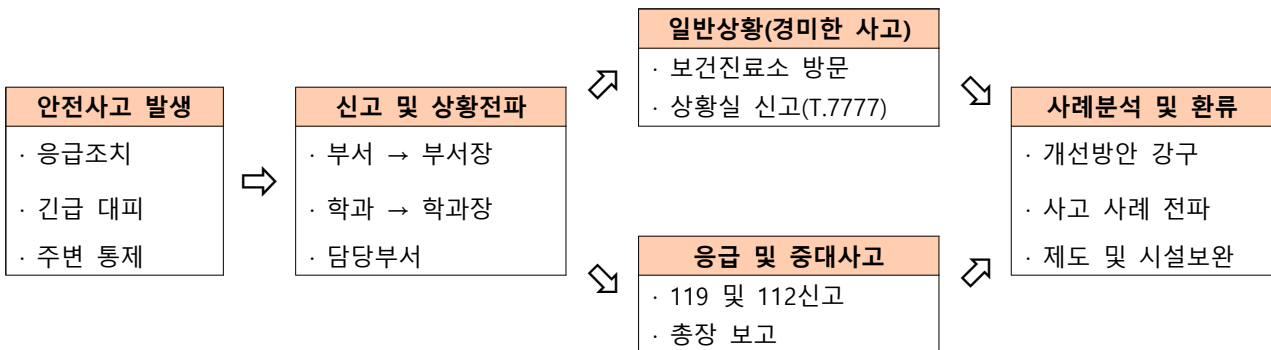 안전사고 발생
· 응급조치
· 긴급 대피
· 주변 통제
신고 및 상황전파
· 부서 → 부서장
· 학과 → 학과장
· 담당부서
일반상황(경미한 사고)
· 보건진료소 방문
· 상황실 신고(T.7777)
응급 및 중대사고
· 119 및 112신고
· 총장 보고
사례분석 및 환류
· 개선방안 강구
· 사고 사례 전파
· 제도 및 시설보완